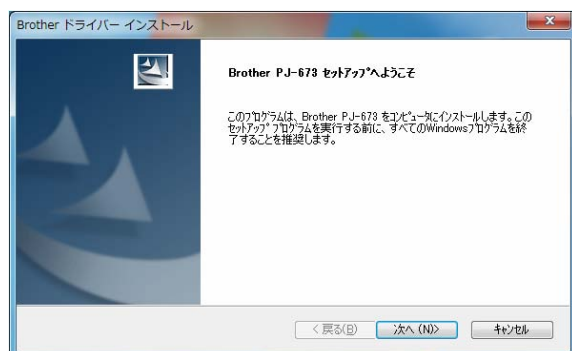 Brother ドライバー インストール
Brother PJ-673 セットアップへようこそ
このプログラムは、Brother PJ-673 をコンピュータにインストールします。この
セットアップ プログラムを実行する前に、すべてのWindowsプログラムを終
了することを推奨します。
< 戻る(B)
次へ (N)>
キャンセル